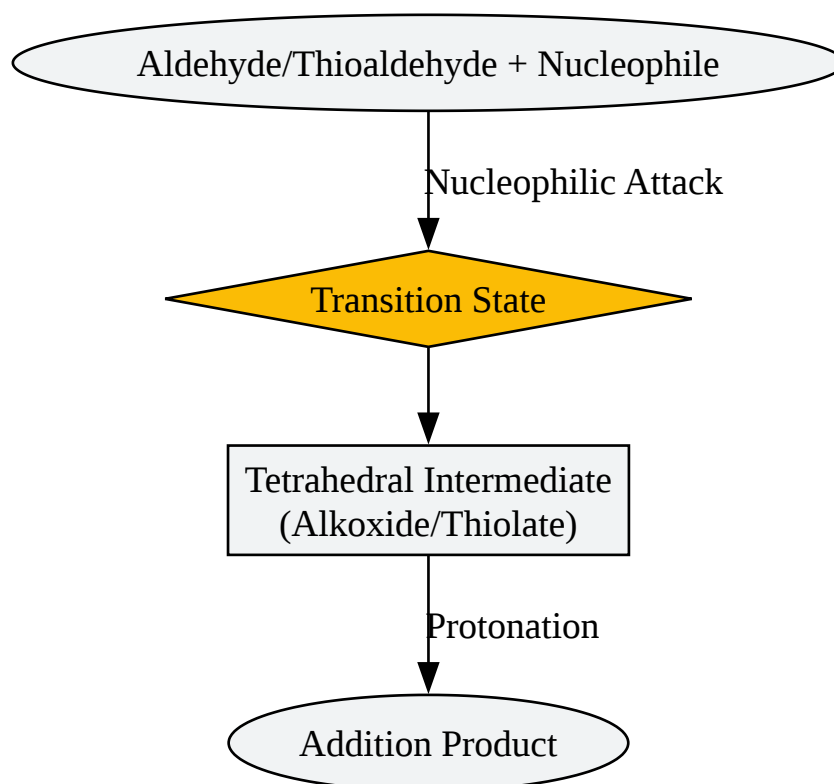 Aldehyde/Thioaldehyde + Nucleophile
Nucleophilic Attack
Transition State
Tetrahedral Intermediate
(Alkoxide/Thiolate)
Protonation
Addition Product